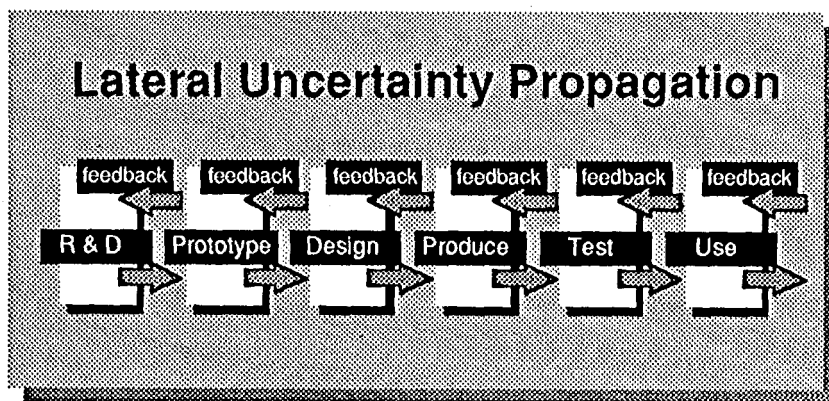 Lateral Uncertainty Propagation
feedback feedback feedback feedback feedback feedback
R & D Prototype Design Produce Test Use